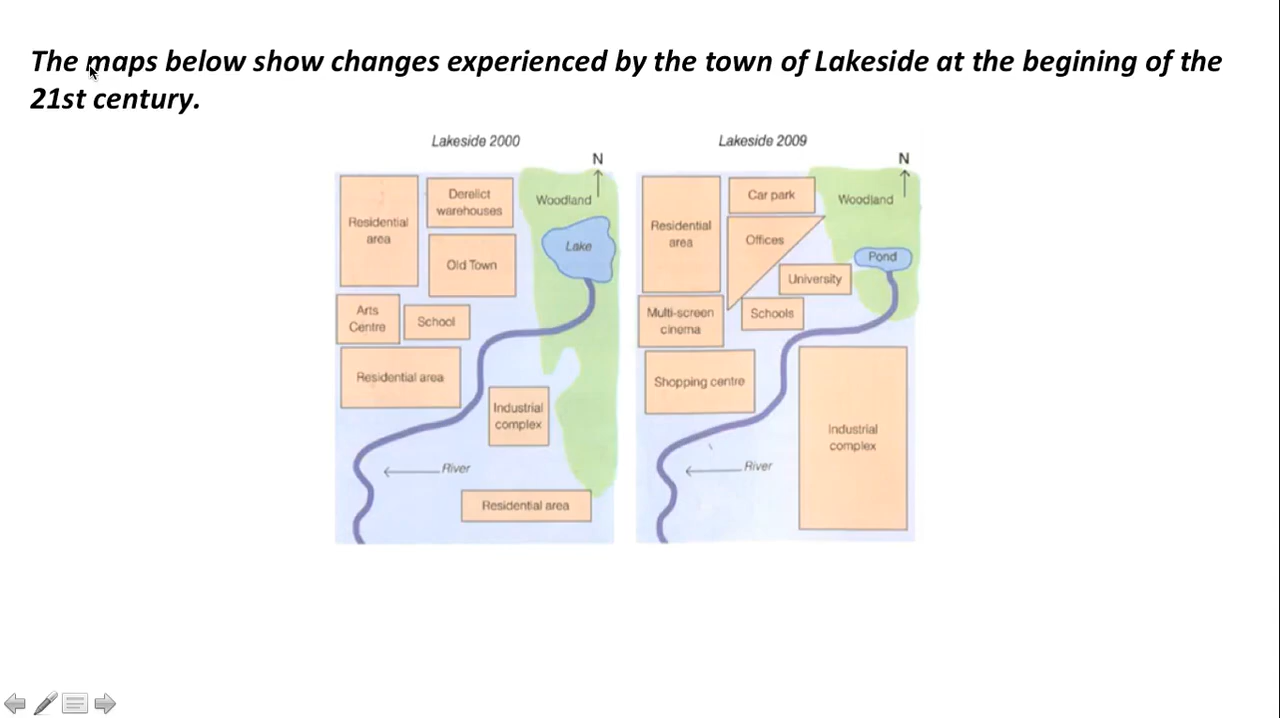 The maps below show changes experienced by the town of Lakeside at the begining of the
21st century.
Lakeside 2000
N
Residential
area
Derelict
warehouses
Woodland
Lake
Old Town
Arts
Centre
School
Residential area
Industrial
complex
River
Residential area
Lakeside 2009
N
Residential
area
Car park
Woodland
Offices
Pond
University
Multi-screen
cinema
Schools
Shopping centre
Industrial
complex
River